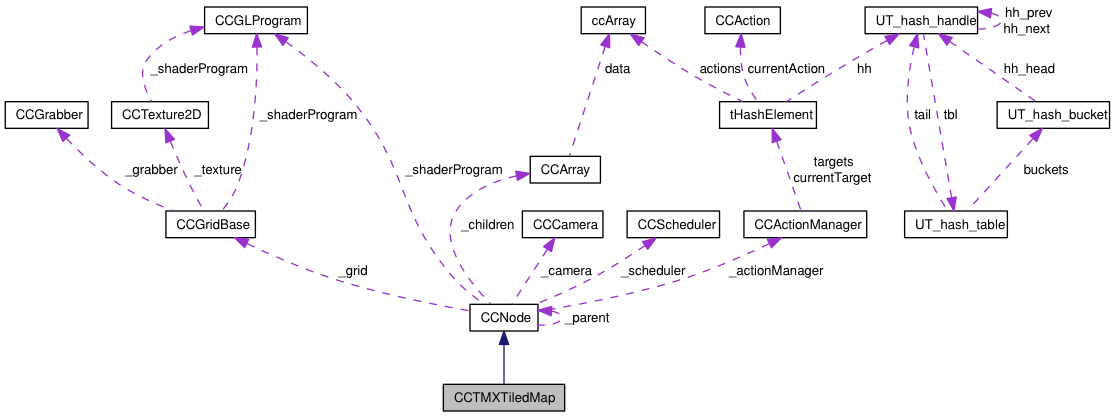 CCGLProgram
ccArray
CCAction
UT_hash_handle
hh_prev
hh_next
_shaderProgram
data
actions
currentAction
hh
hh_head
CCGrabber
CCTexture2D
_shaderProgram
tHashElement
tail
tbl
UT_hash_bucket
_grabber
_texture
_shaderProgram
CCArray
targets
currentTarget
buckets
CCGridBase
_children
CCCamera
CCScheduler
CCActionManager
UT_hash_table
_grid
_camera
_scheduler
_actionManager
CCNode
_parent
CCTMXTiledMap